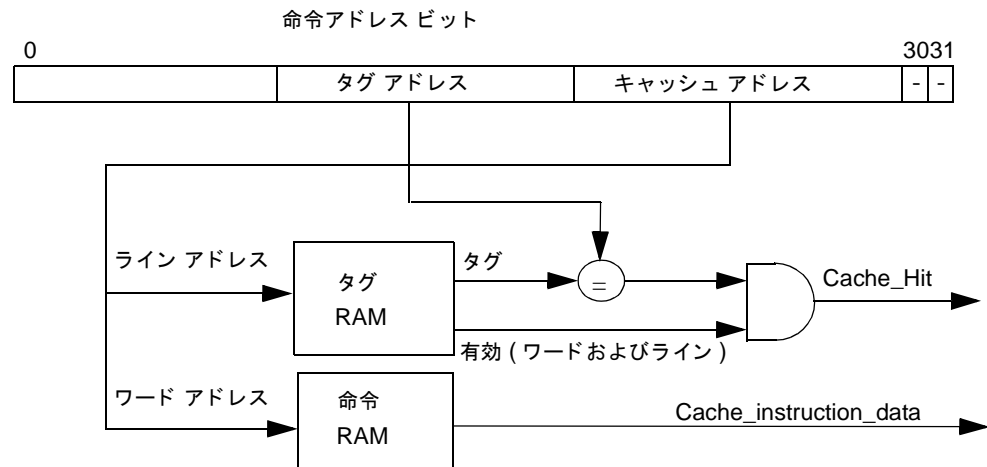 命令アドレス ビット
0 3031
タグ アドレス キャッシュ アドレス - -
ライン アドレス
タグ
RAM
タグ
=
Cache_Hit
有効 ( ワードおよびライン )
ワード アドレス
命令
RAM
Cache_instruction_data